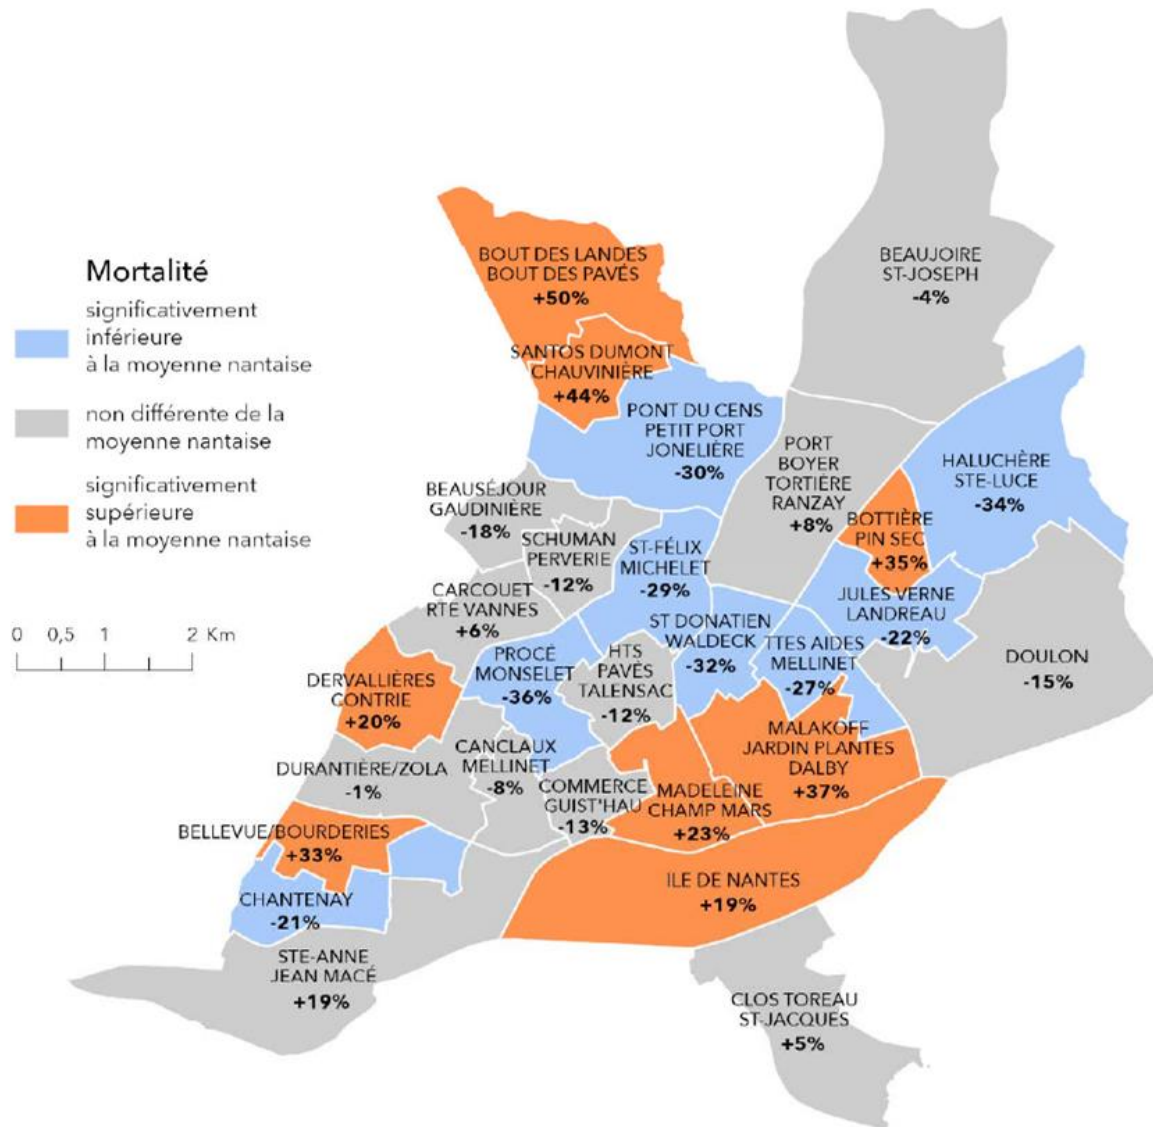 Mortalité
significativement
inférieure
à la moyenne nantaise
non différente de la
moyenne nantaise
significativement
supérieure
à la moyenne nantaise
0 0,5 1 2 Km
BOUT DES LANDES
BOUT DES PAVÉS
+50%
SANTOS DUMONT
CHAUVINIÈRE
+44%
BEAUJOIRE
ST-JOSEPH
-4%
PONT DU CENS
PETIT PORT
JONELIÈRE
-30%
PORT
BOYER
TORTIÈRE
RANZAY
+8%
HALUCHÈRE
STE-LUCE
-34%
BOTTIÈRE
PIN SEC
+35%
BEAUSÉJOUR
GAUDINIÈRE
-18%
SCHUMAN
PERVERIE
-12%
ST-FÉLIX
MICHELET
-29%
JULES VERNE
LANDREAU
-22%
CARCOUET
RTE VANNES
+6%
ST DONATIEN
WALDECK
-32%
TTES AIDES
MELLINET
-27%
DOULON
-15%
PROCÉ
MONSELET
-36%
HTS
PAVÈS
TALENSAC
-12%
DERVALLIÈRES
CONTRIE
+20%
MALAKOFF
JARDIN PLANTES
DALBY
+37%
CANCLAUX
MELLINET
-8%
DURANTIÈRE/ZOLA
-1%
COMMERCE
GUIST'HAU
-13%
MADELEINE
CHAMP MARS
+23%
BELLEVUE/BOURDERIES
+33%
ILE DE NANTES
+19%
CHANTENAY
-21%
STE-ANNE
JEAN MACÉ
+19%
CLOS TOREAU
ST-JACQUES
+5%